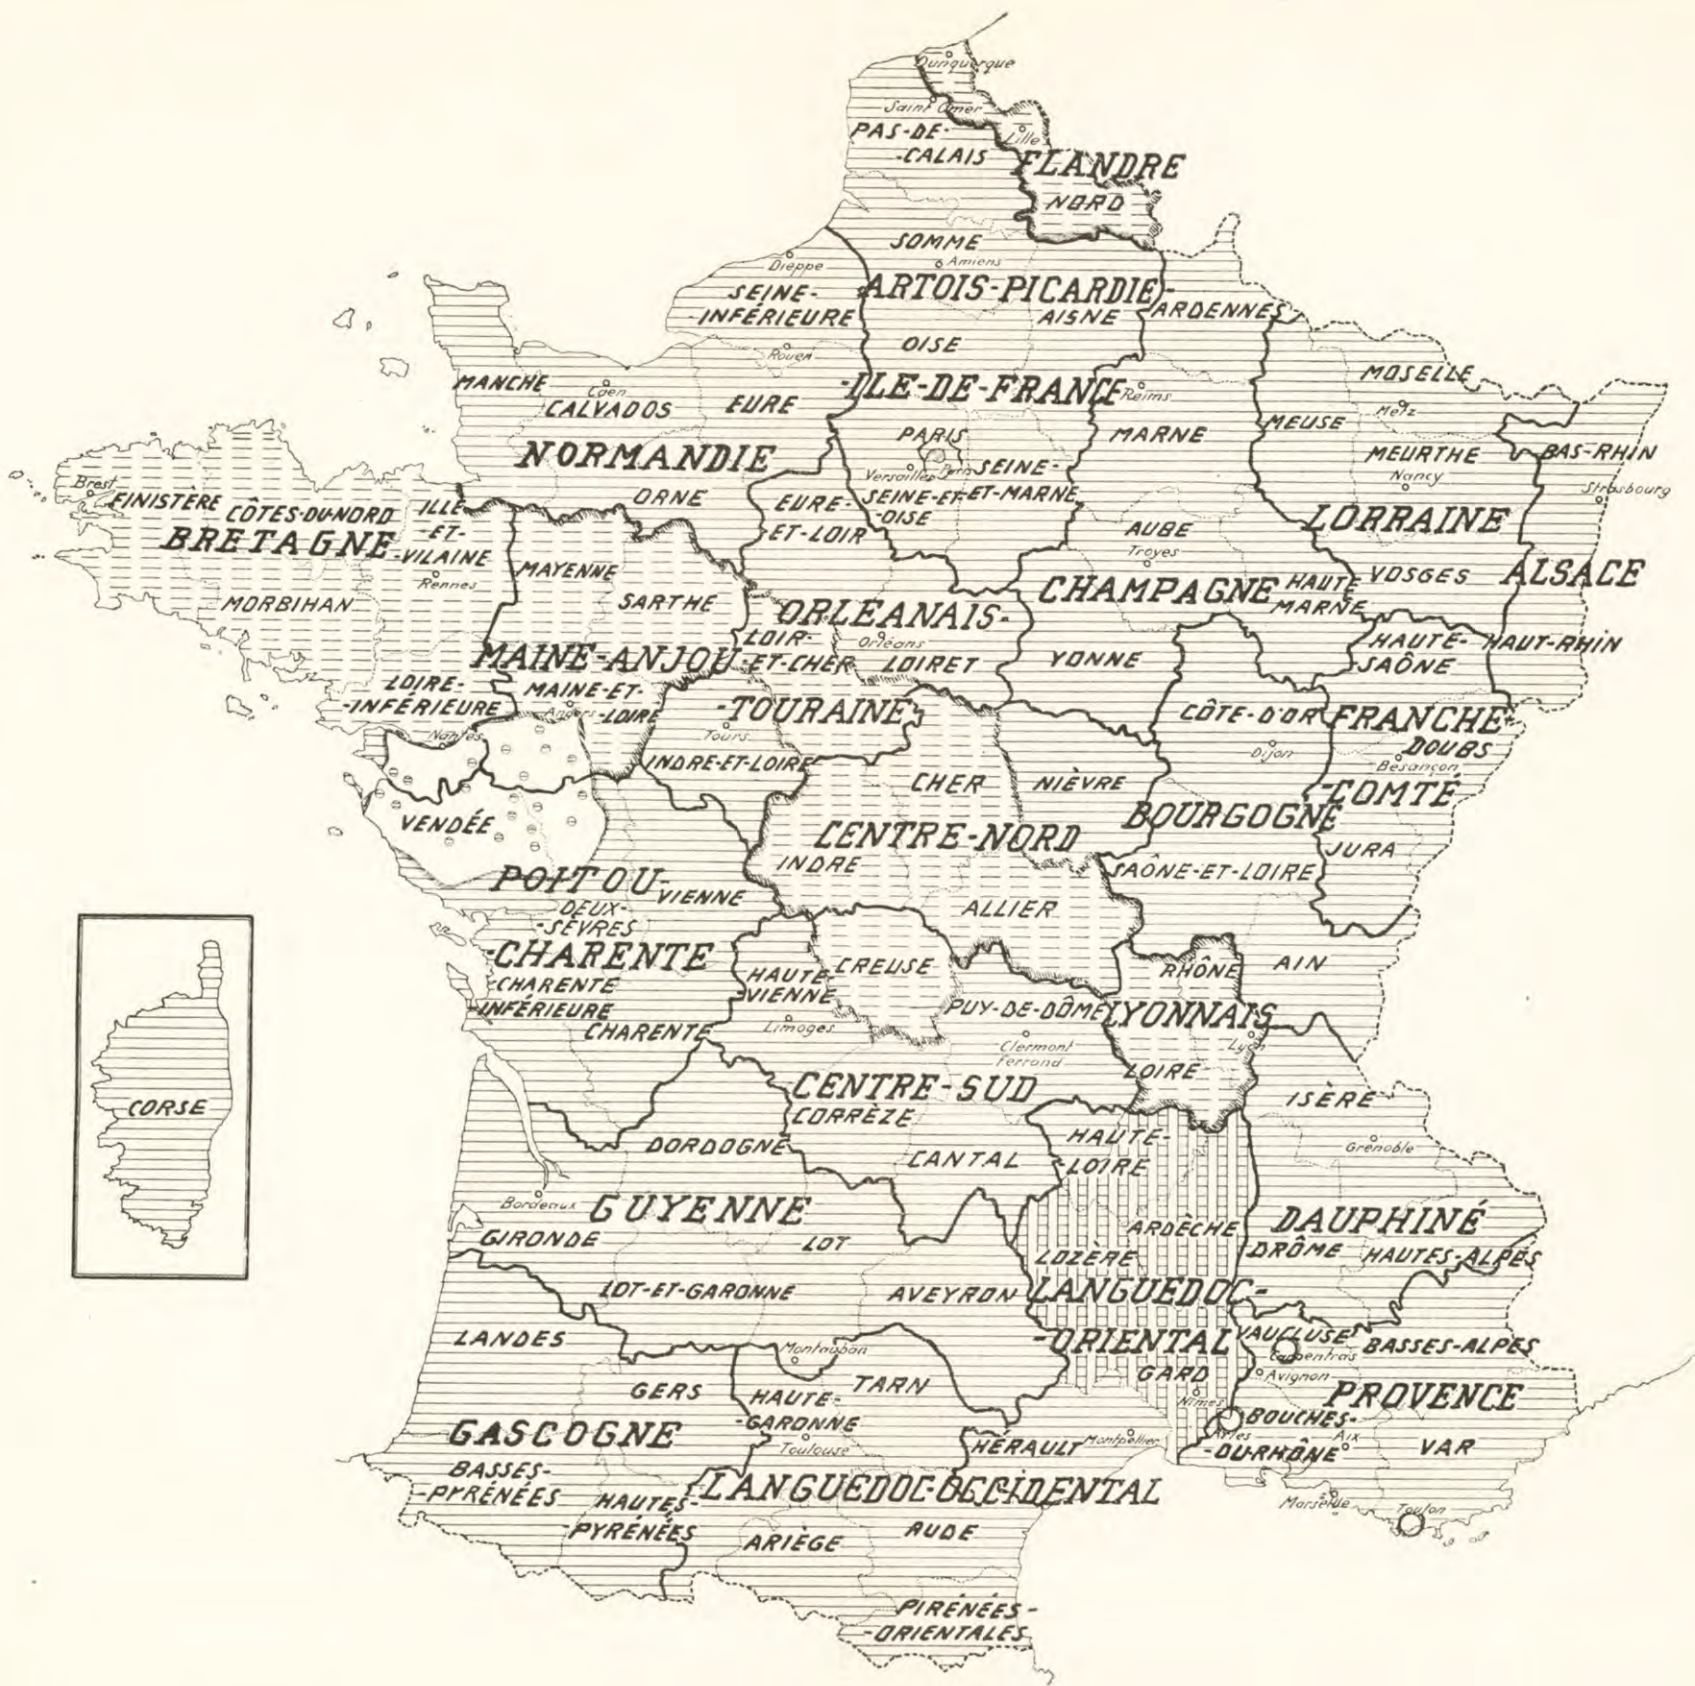 Dunquerque
Saint Omer
Lille
PAS-DE-
-CALAIS
FLANDRE
NORD
SOMME
Amiens
Dieppe
SEINE-
-INFÉRIEURE
ARTOIS-PICARDIE-
AISNE
ARDENNES
OISE
Rouen
MOSELLE
MANCHE
Caen
CALVADOS
EURE
-ILE-DE-FRANCE
Reims
Metz
MEUSE
MARNE
PARIS
Paris
Versailles
SEINE-
-ET-MARNE
MEURTHE
Nancy
BAS-RHIN
Strasbourg
NORMANDIE
ORNE
EURE-
-ET-LOIR
SEINE-ET-
-OISE
Brest
FINISTÈRE
CÔTES-DU-NORD
ILLE
-ET-
-VILAINE
Rennes
BRETAGNE
AUBE
Troyes
LORRAINE
MAYENNE
SARTHE
CHAMPAGNE
HAUTE
MARNE
VOSGES
ALSACE
MORBIHAN
ORLÉANAIS-
Orléans
LOIR-
-ET-CHER
LOIRET
YONNE
HAUTE-
-SAÔNE
HAUT-RHIN
MAINE-ANJOU
LOIRE-
-INFÉRIEURE
MAINE-ET-
-LOIRE
Angers
-TOURAINE
Tours
CÔTE-D'OR
FRANCHE-
DOUBS
Besançon
Nantes
INDRE-ET-LOIRE
Dijon
CHER
NIÈVRE
-COMTÉ
VENDÉE
CENTRE-NORD
BOURGOGNE
JURA
INDRE
SAÔNE-ET-LOIRE
POITOU-
VIENNE
DEUX-
-SÈVRES
ALLIER
-CHARENTE
HAUTE
-VIENNE
CREUSE
RHÔNE
AIN
-CHARENTE
-INFÉRIEURE
PUY-DE-DÔME
LYONNAIS
CHARENTE
Limoges
Clermont
Ferrand
Lyon
LOIRE
CENTRE-SUD
CORRÈZE
ISÈRE
CORSE
DORDOGNE
HAUTE-
-LOIRE
Grenoble
CANTAL
Bordeaux
GUYENNE
GIRONDE
LOT
ARDÊCHE
DAUPHINÉ
DRÔME
HAUTES-ALPES
LOZÈRE
LOT-ET-GARONNE
AVEYRON
LANGUEDOC-
-ORIENTAL
LANDES
Montauban
VAUCLUSE
Carpentras
BASSES-ALPES
GARD
Avignon
GERS
HAUTE-
-GARONNE
TARN
Nimes
PROVENCE
GASCOGNE
Toulouse
HÉRAULT
Montpellier
Arles
BOUCHES-
-DU-RHÔNE
Aix
VAR
BASSES-
-PYRÉNÉES
HAUTES-
-PYRÉNÉES
LANGUEDOC-OCCIDENTAL
Marseille
Toulon
ARIÈGE
AUDE
PIRÉNÉES-
-ORIENTALES